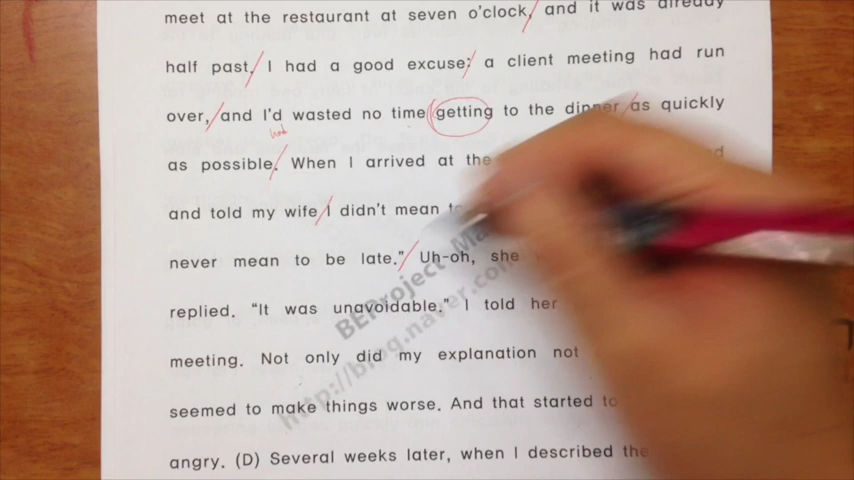 meet at the restaurant at seven o'clock, and it was already
half past. I had a good excuse: a client meeting had run
over, and I'd wasted no time getting to the dinner as quickly
had
as possible. When I arrived at the
and told my wife I didn't mean
never mean to be late." Uh-oh, she
replied. "It was unavoidable." I told her
meeting. Not only did my explanation not
seemed to make things worse. And that started to
angry. (D) Several weeks later, when I described the
BEProject
http://blog.naver.com